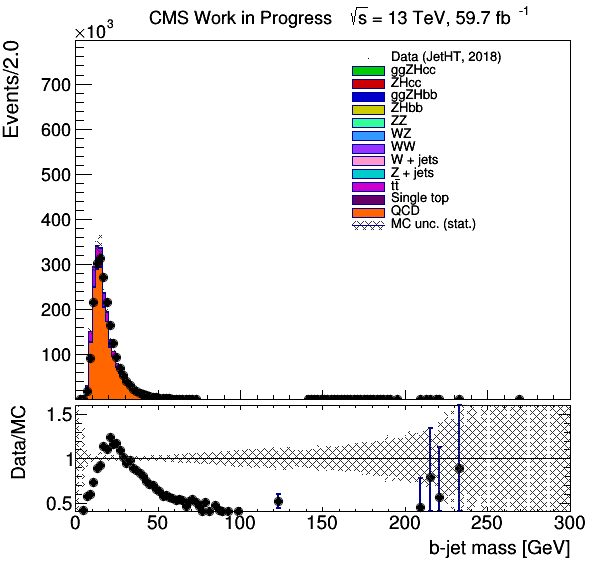 CMS Work in Progress √s = 13 TeV, 59.7 fb⁻¹
×10³
Events/2.0
700
600
500
400
300
200
100
Data (JetHT, 2018)
ggZHcc
ZHcc
ggZHbb
ZHbb
ZZ
WZ
WW
W + jets
Z + jets
tt̄
Single top
QCD
MC unc. (stat.)
Data/MC
1.5
1
0.5
0 50 100 150 200 250 300
b-jet mass [GeV]